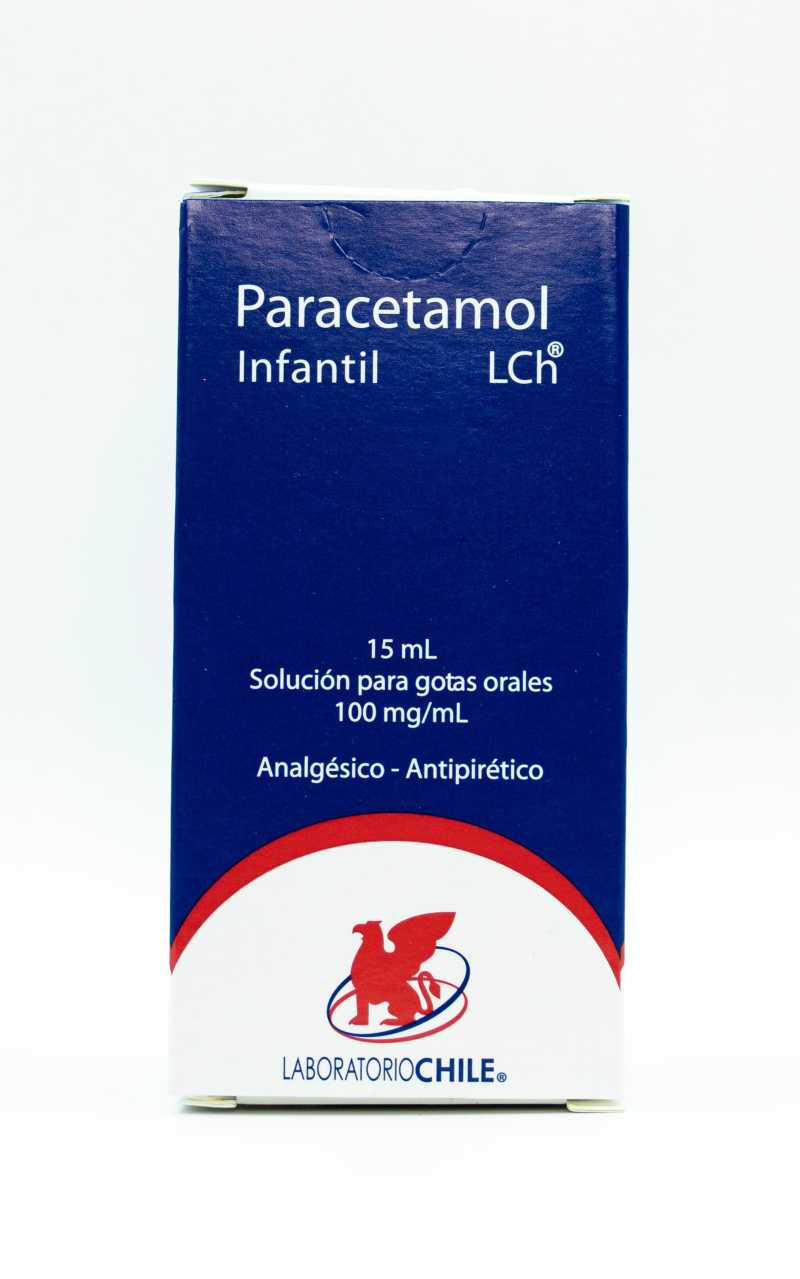 Paracetamol
Infantil LCh®
15 mL
Solución para gotas orales
100 mg/mL
Analgésico - Antipirético
LABORATORIOCHILE®